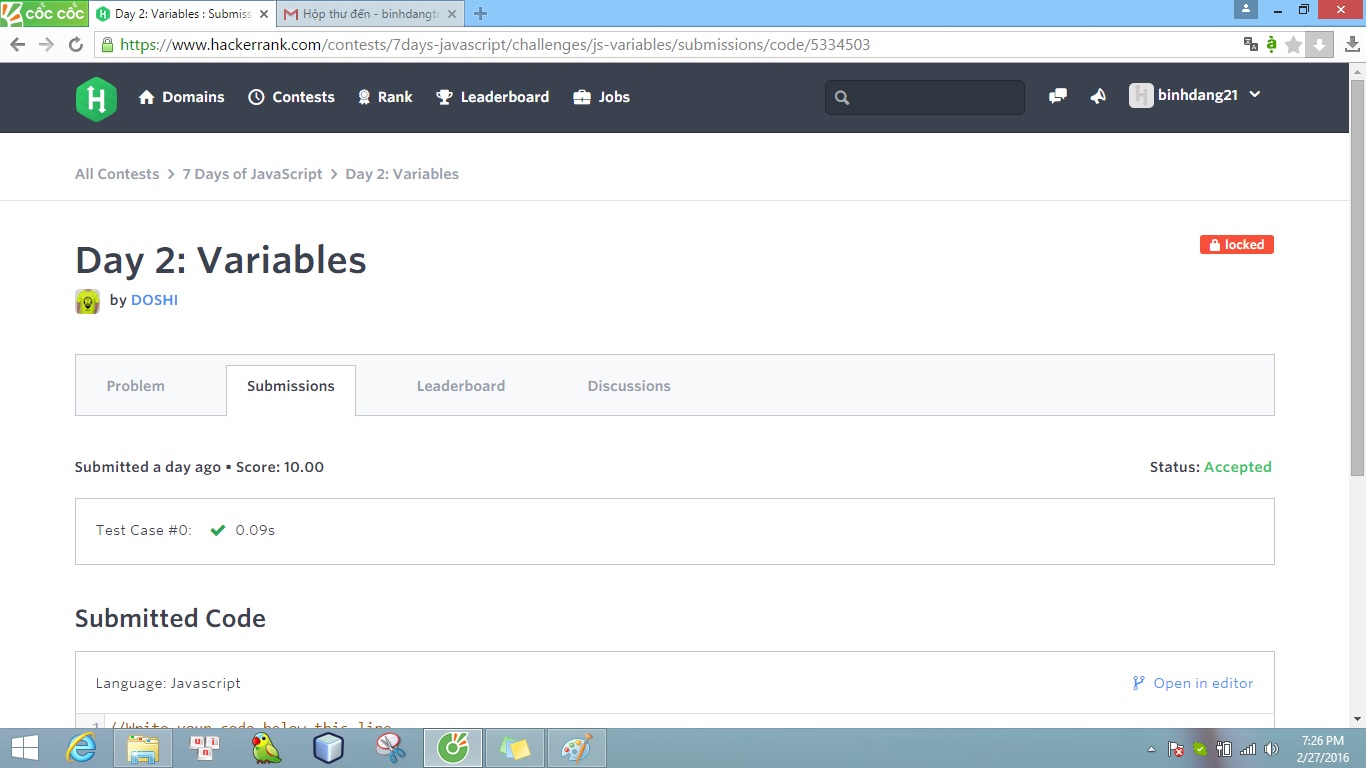 CỐC CỐC
Day 2: Variables : Submiss
Hộp thư đến - binhdangt
https://www.hackerrank.com/contests/7days-javascript/challenges/js-variables/submissions/code/5334503
H
Domains
Contests
Rank
Leaderboard
Jobs
binhdang21
All Contests > 7 Days of JavaScript > Day 2: Variables
Day 2: Variables
locked
by DOSHI
Problem
Submissions
Leaderboard
Discussions
Submitted a day ago • Score: 10.00
Status: Accepted
Test Case #0: ✔ 0.09s
Submitted Code
Language: Javascript
Open in editor
1 //Write your code below this line
7:26 PM
2/27/2016